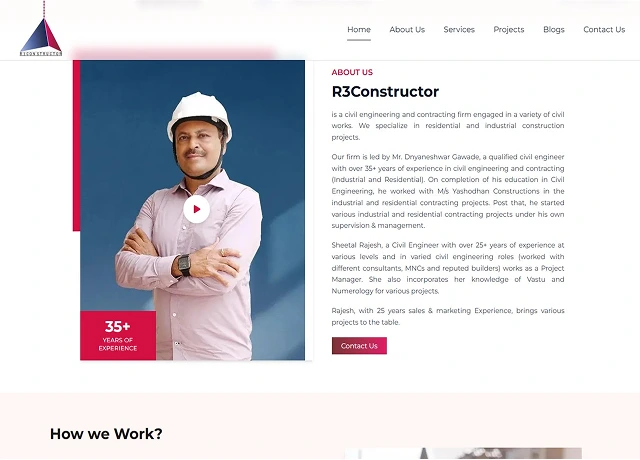 R3CONSTRUCTOR
Home About Us Services Projects Blogs Contact Us
ABOUT US
R3Constructor
is a civil engineering and contracting firm engaged in a variety of civil
works. We specialize in residential and industrial construction
projects.
Our firm is led by Mr. Dnyaneshwar Gawade, a qualified civil engineer
with over 35+ years of experience in civil engineering and contracting
(Industrial and Residential). On completion of his education in Civil
Engineering, he worked with M/s Yashodhan Constructions in the
industrial and residential contracting projects. Post that, he started
various industrial and residential contracting projects under his own
supervision & management.
Sheetal Rajesh, a Civil Engineer with over 25+ years of experience at
various levels and in varied civil engineering roles (worked with
different consultants, MNCs and reputed builders) works as a Project
Manager. She also incorporates her knowledge of Vastu and
Numerology for various projects.
Rajesh, with 25 years sales & marketing Experience, brings various
projects to the table.
Contact Us
35+
YEARS OF
EXPERIENCE
How we Work?